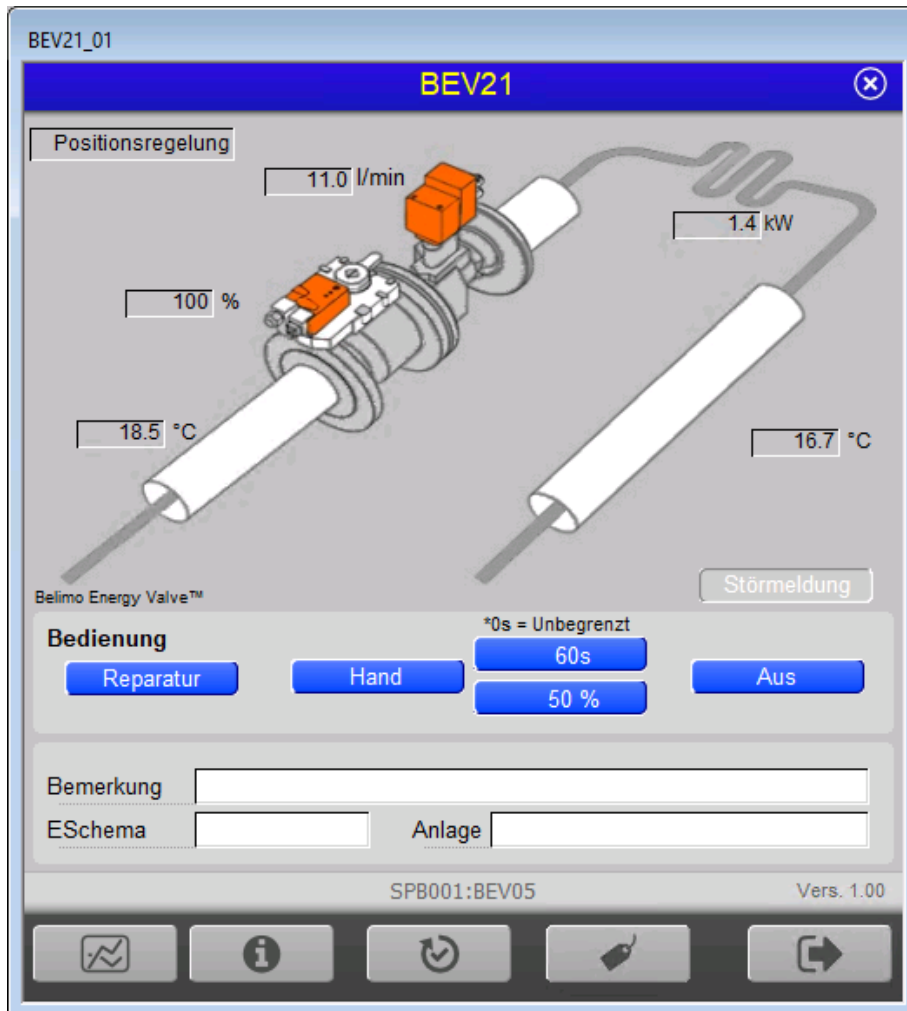 BEV21_01
BEV21
Positionsregelung
11.0 l/min
1.4 kW
100 %
18.5 °C
16.7 °C
Störmeldung
Belimo Energy Valve™
Bedienung
*0s = Unbegrenzt
60s
Reparatur
Hand
Aus
50 %
Bemerkung
ESchema
Anlage
SPB001:BEV05
Vers. 1.00